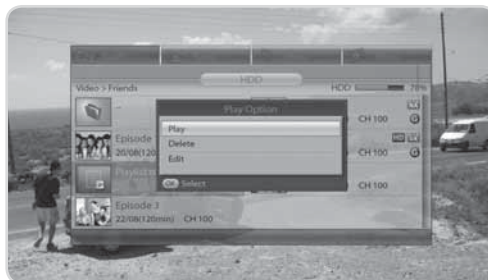 HDD
Video > Friends
HDD 78%
Play Option
..
CH 100
Play
Delete
Edit
Episode
20/08(120
CH 100
Playlist
CH 100
OK Select
Episode 3
22/08(120min) CH 100